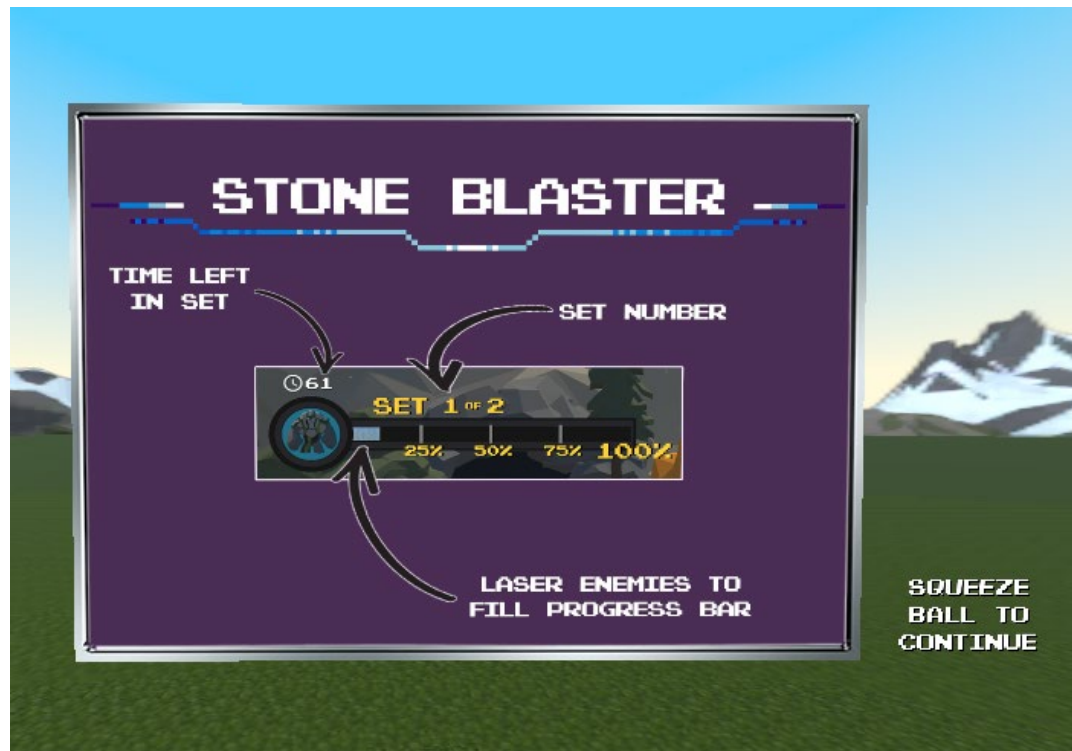 STONE BLASTER
TIME LEFT
IN SET
SET NUMBER
61
SET 1 OF 2
25% 50% 75% 100%
LASER ENEMIES TO
FILL PROGRESS BAR
SQUEEZE
BALL TO
CONTINUE